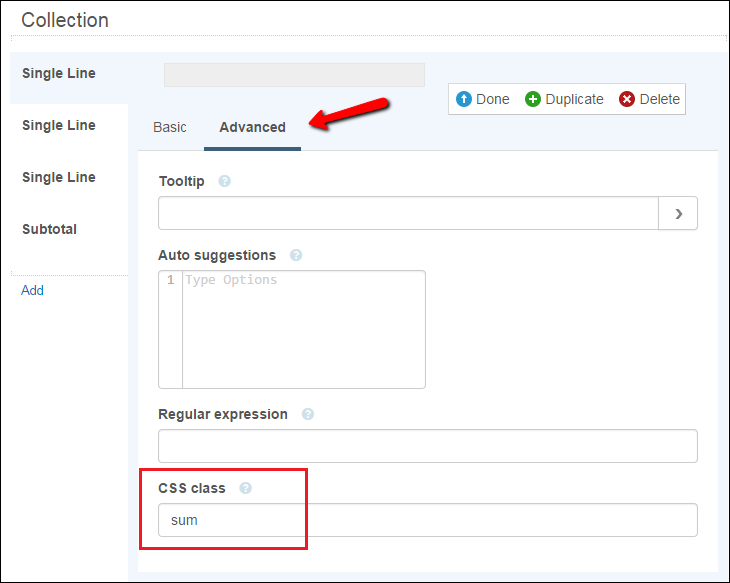 Collection
Single Line
Done Duplicate Delete
Single Line
Basic Advanced
Single Line
Tooltip ?
Subtotal
Auto suggestions ?
1 Type Options
Add
Regular expression ?
CSS class ?
sum